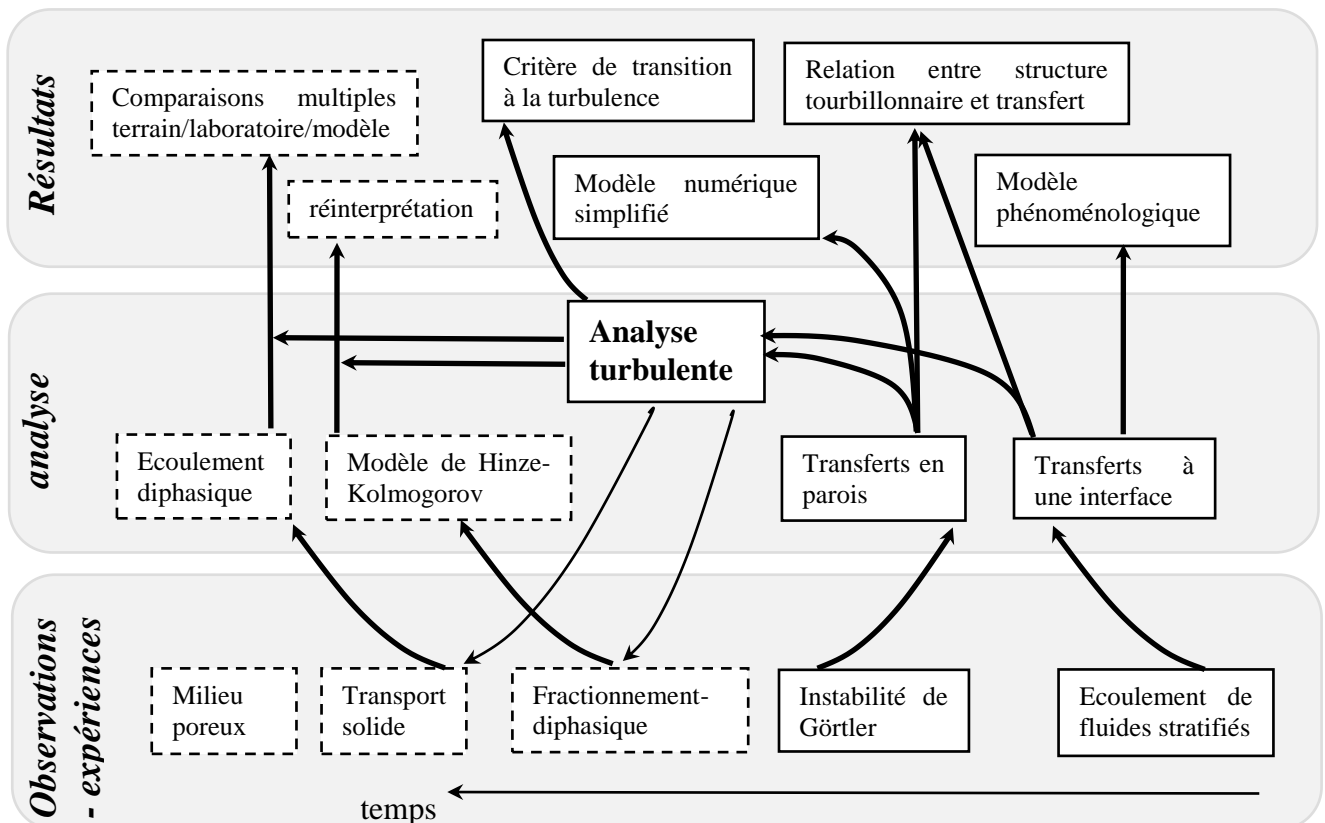 Résultats
Comparaisons multiples
terrain/laboratoire/modèle
Critère de transition
à la turbulence
Relation entre structure
tourbillonnaire et transfert
réinterprétation
Modèle numérique
simplifié
Modèle
phénoménologique
analyse
Analyse
turbulente
Ecoulement
diphasique
Modèle de Hinze-
Kolmogorov
Transferts en
parois
Transferts à
une interface
Observations
- expériences
Milieu
poreux
Transport
solide
Fractionnement-
diphasique
Instabilité de
Görtler
Ecoulement de
fluides stratifiés
temps